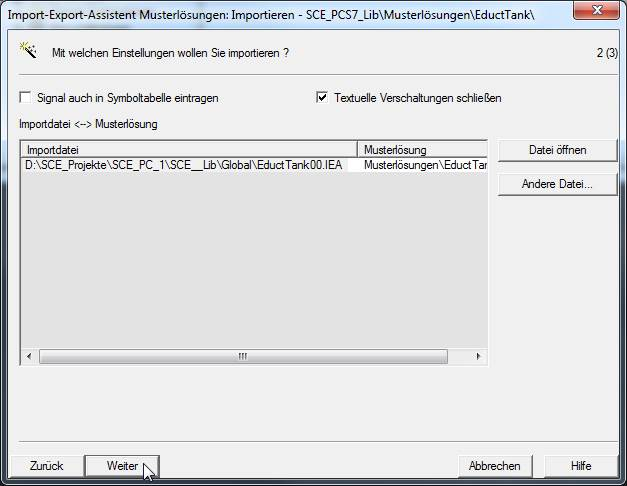 Import-Export-Assistent Musterlösungen: Importieren - SCE_PCS7_Lib\Musterlösungen\EductTank\
Mit welchen Einstellungen wollen Sie importieren ?
2 (3)
Signal auch in Symboltabelle eintragen
Textuelle Verschaltungen schließen
Importdatei <--> Musterlösung
Importdatei
Musterlösung
D:\SCE_Projekte\SCE_PC_1\SCE__Lib\Global\EductTank00.IEA
Musterlösungen\EductTar
Datei öffnen
Andere Datei...
Zurück
Weiter
Abbrechen
Hilfe